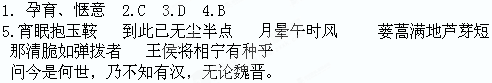 1. 孕育、惬意 2.C 3.D 4.B
5.宵眠抱玉鞍 到此已无尘半点 月晕午时风 蒌蒿满地芦芽短
那清脆如弹拨者 王侯将相宁有种乎
问今是何世，乃不知有汉，无论魏晋。